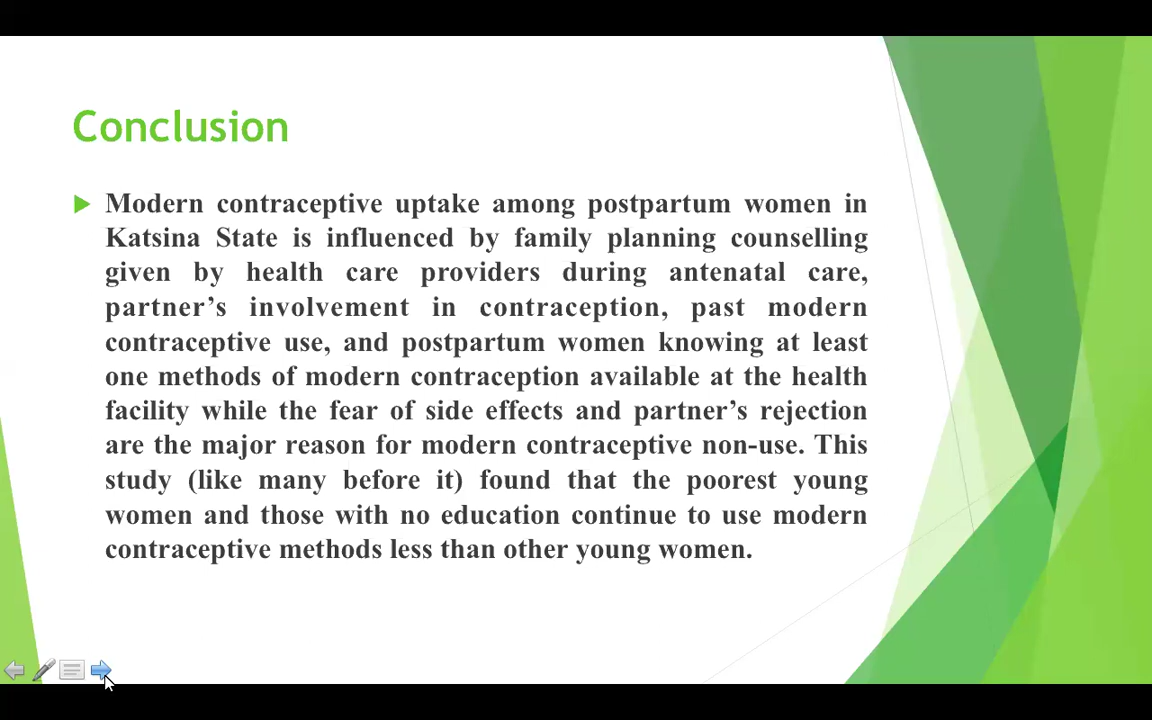 Conclusion
Modern contraceptive uptake among postpartum women in
Katsina State is influenced by family planning counselling
given by health care providers during antenatal care,
partner’s involvement in contraception, past modern
contraceptive use, and postpartum women knowing at least
one methods of modern contraception available at the health
facility while the fear of side effects and partner’s rejection
are the major reason for modern contraceptive non-use. This
study (like many before it) found that the poorest young
women and those with no education continue to use modern
contraceptive methods less than other young women.